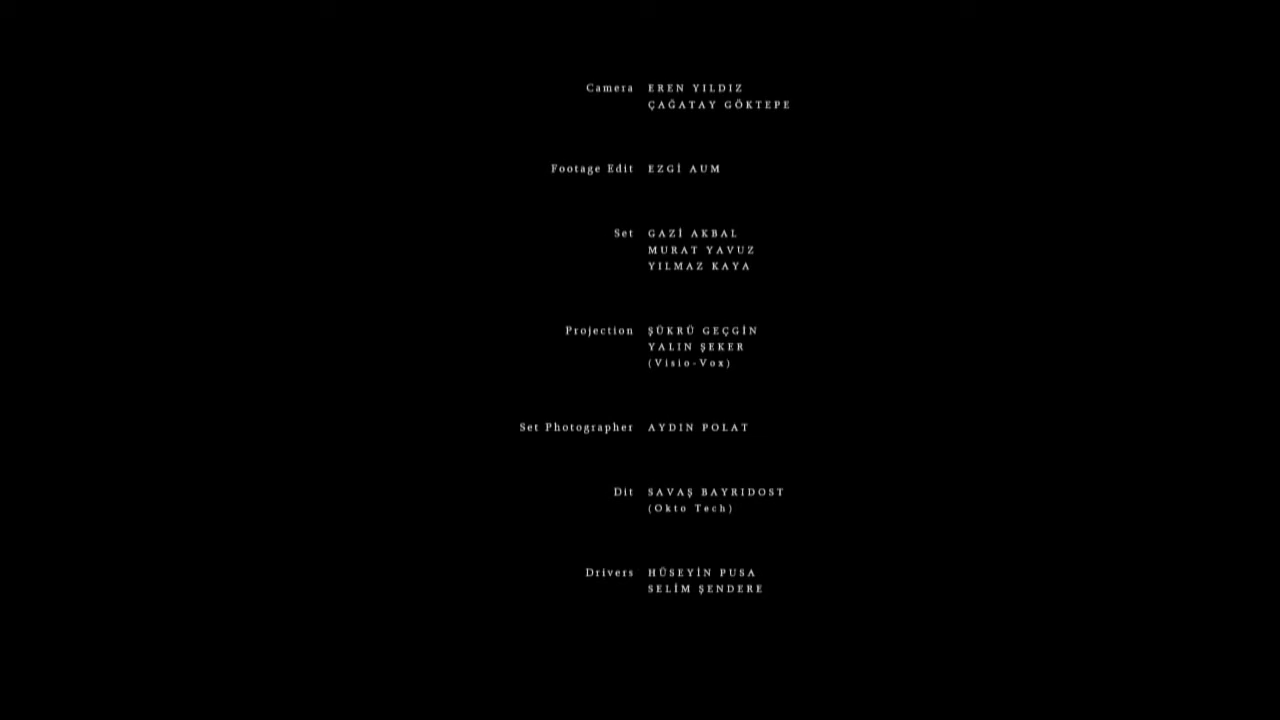 Camera EREN YILDIZ
ÇAĞATAY GÖKTEPE
Footage Edit EZGİ AUM
Set GAZİ AKBAL
MURAT YAVUZ
YILMAZ KAYA
Projection ŞÜKRÜ GEÇGİN
YALIN ŞEKER
(Visio-Vox)
Set Photographer AYDIN POLAT
Dit SAVAŞ BAYRIDOST
(Okto Tech)
Drivers HÜSEYİN PUSA
SELİM ŞENDERE